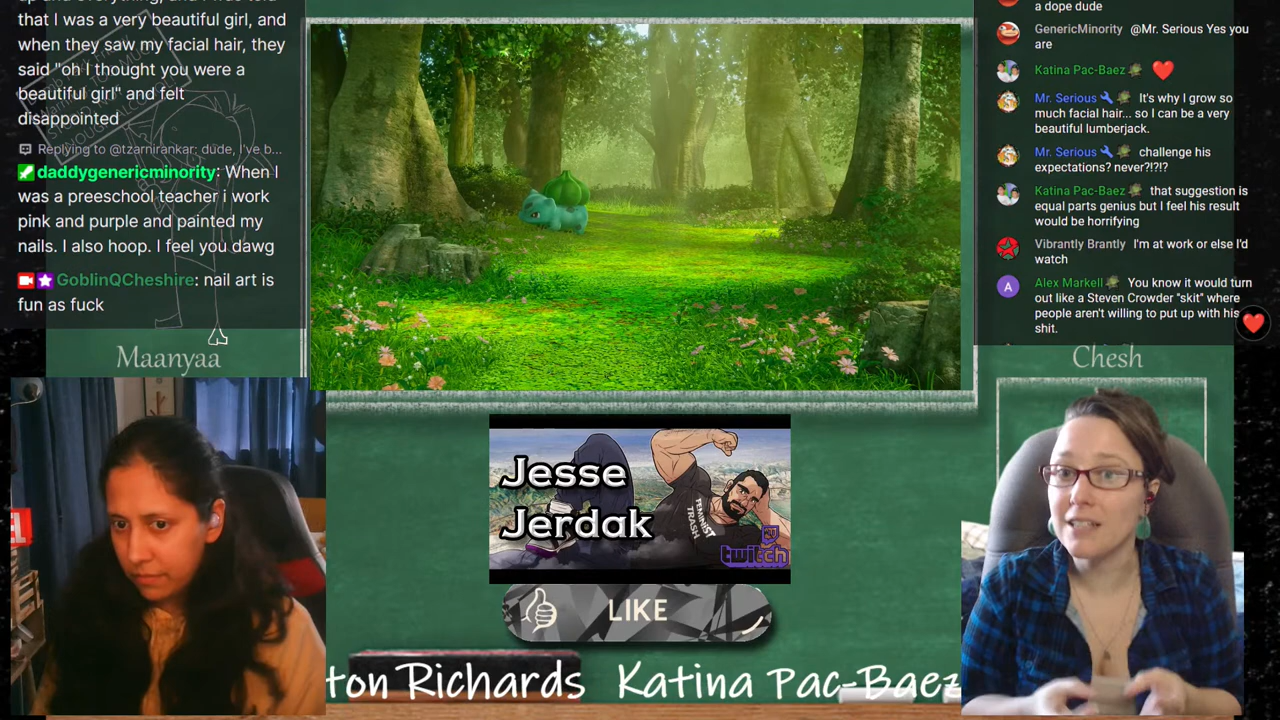 that I was a very beautiful girl, and
when they saw my facial hair, they
said "oh I thought you were a
beautiful girl" and felt
disappointed
Replying to @tzarnirankar: dude, I've b...
daddygenericminority: When I
was a preschool teacher i work
pink and purple and painted my
nails. I also hoop. I feel you dawg
GoblinQCheshire: nail art is
fun as fuck
Maanyaa
Jesse
Jerdak
FEMINIST
TRASH
twitch
LIKE
ton Richards Katina Pac-Baez
a dope dude
GenericMinority @Mr. Serious Yes you
are
Katina Pac-Baez
Mr. Serious It's why I grow so
much facial hair... so I can be a very
beautiful lumberjack.
Mr. Serious challenge his
expectations? never?!?!?
Katina Pac-Baez that suggestion is
equal parts genius but I feel his result
would be horrifying
Vibrantly Brantly I'm at work or else I'd
watch
A
Alex Markell You know it would turn
out like a Steven Crowder "skit" where
people aren't willing to put up with his
shit.
Chesh